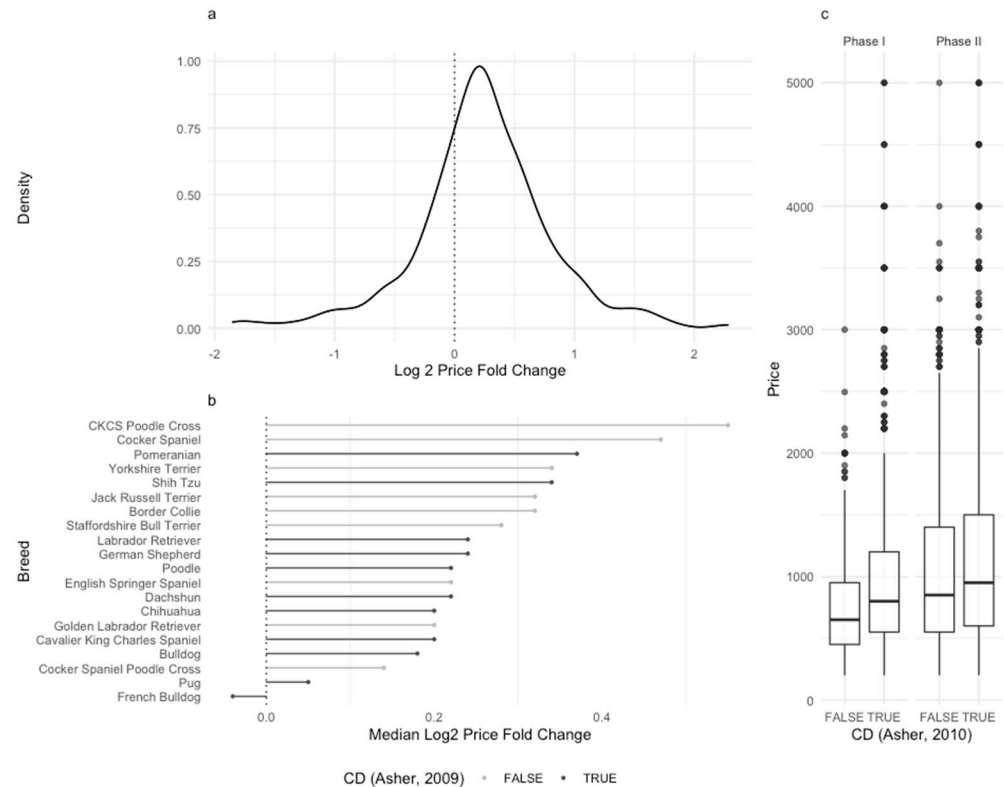 a
1.00
0.75
0.50
0.25
0.00
Density
-2 -1 0 1 2
Log 2 Price Fold Change
b
CKCS Poodle Cross
Cocker Spaniel
Pomeranian
Yorkshire Terrier
Shih Tzu
Jack Russell Terrier
Border Collie
Staffordshire Bull Terrier
Labrador Retriever
German Shepherd
Poodle
English Springer Spaniel
Dachshun
Chihuahua
Golden Labrador Retriever
Cavalier King Charles Spaniel
Bulldog
Cocker Spaniel Poodle Cross
Pug
French Bulldog
Breed
0.0 0.2 0.4
Median Log2 Price Fold Change
CD (Asher, 2009) FALSE TRUE
c
Phase I Phase II
5000
4000
3000
2000
1000
0
Price
FALSE TRUE FALSE TRUE
CD (Asher, 2010)